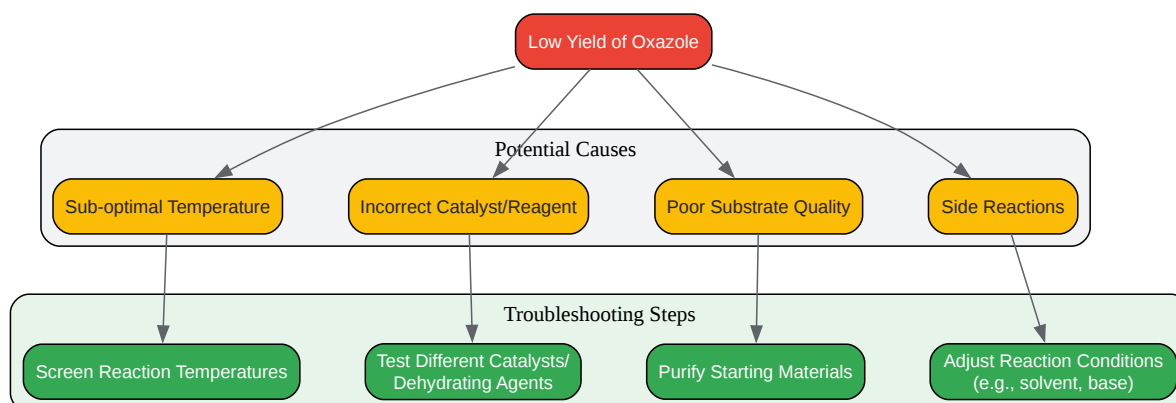 Low Yield of Oxazole
Potential Causes
Sub-optimal Temperature
Incorrect Catalyst/Reagent
Poor Substrate Quality
Side Reactions
Troubleshooting Steps
Screen Reaction Temperatures
Test Different Catalysts/
Dehydrating Agents
Purify Starting Materials
Adjust Reaction Conditions
(e.g., solvent, base)